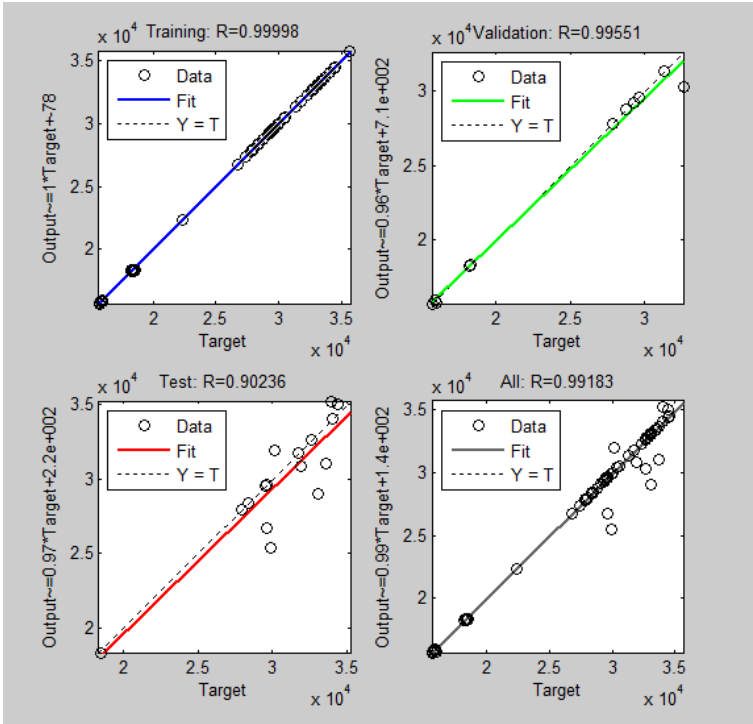 x 10^4 Training: R=0.99998
Output~=1*Target+-78
Data
Fit
Y = T
3.5
3
2.5
2
2 2.5 3 3.5
Target
x 10^4
x 10^4 Validation: R=0.99551
Output~=0.96*Target+7.1e+002
Data
Fit
Y = T
3
2.5
2
2 2.5 3
Target
x 10^4
x 10^4 Test: R=0.90236
Output~=0.97*Target+2.2e+002
Data
Fit
Y = T
3.5
3
2.5
2
2 2.5 3 3.5
Target
x 10^4
x 10^4 All: R=0.99183
Output~=0.99*Target+1.4e+002
Data
Fit
Y = T
3.5
3
2.5
2
2 2.5 3 3.5
Target
x 10^4